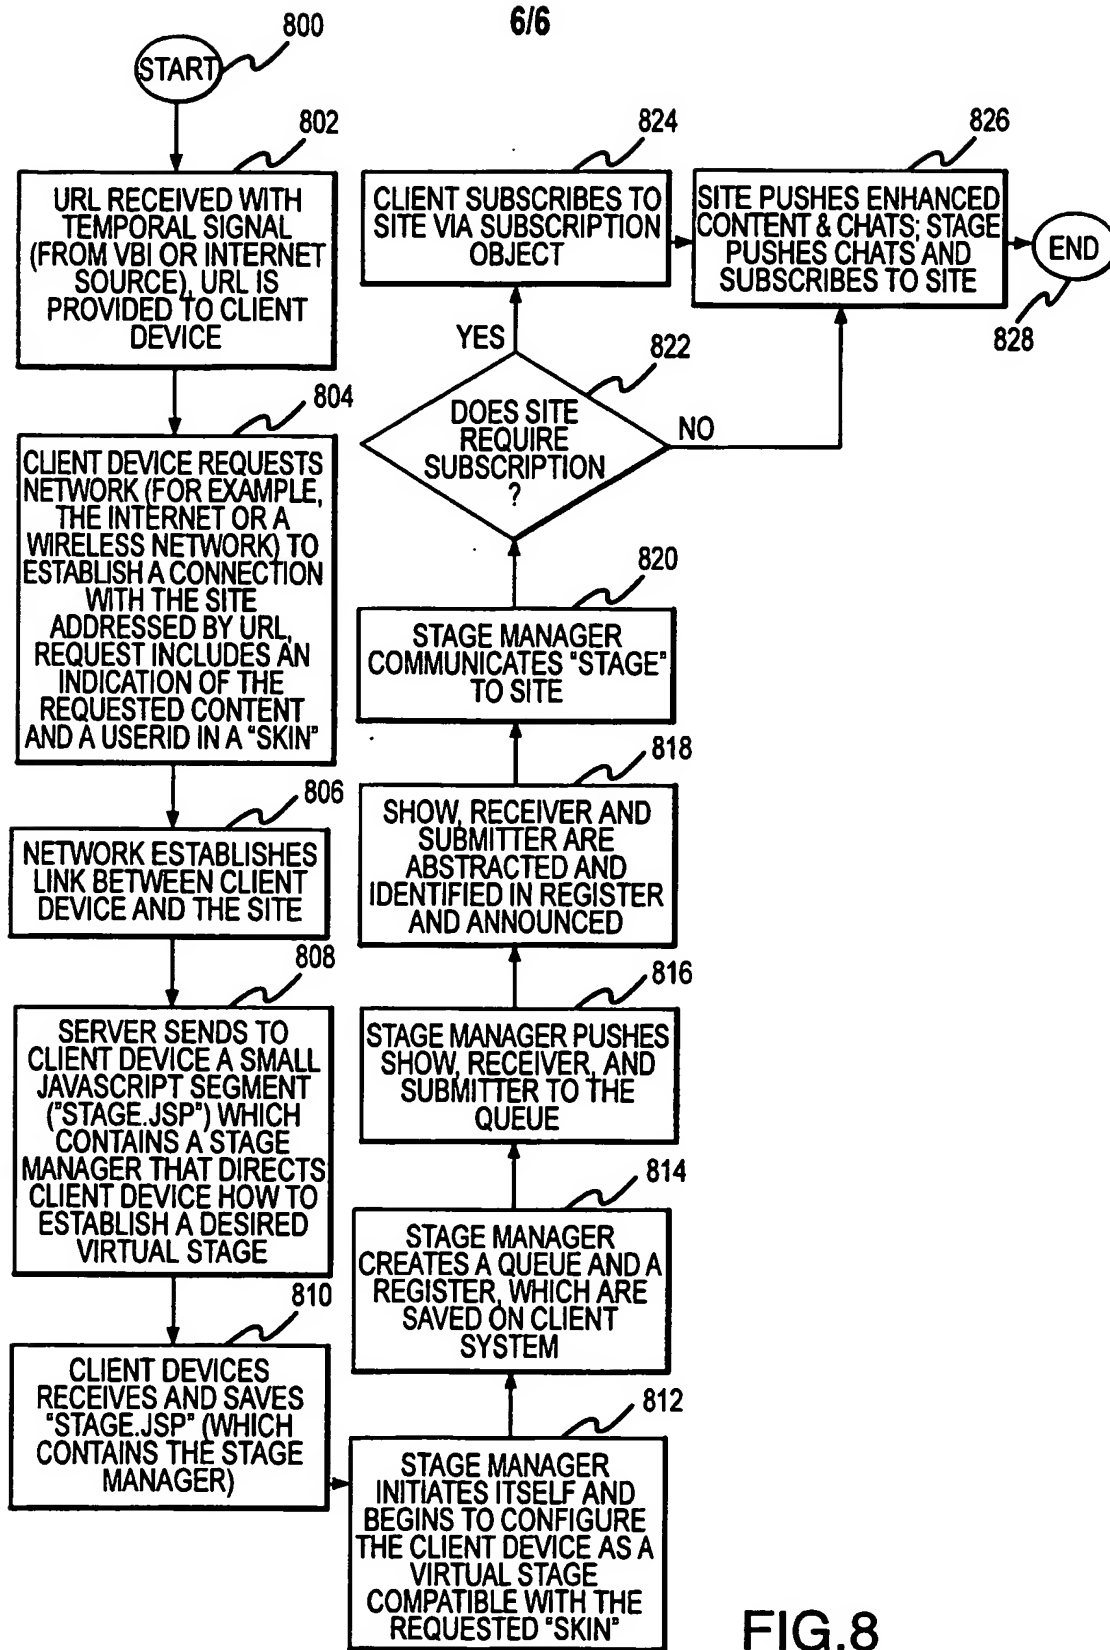 6/6
800
START
802
URL RECEIVED WITH
TEMPORAL SIGNAL
(FROM VBI OR INTERNET
SOURCE), URL IS
PROVIDED TO CLIENT
DEVICE
804
CLIENT DEVICE REQUESTS
NETWORK (FOR EXAMPLE,
THE INTERNET OR A
WIRELESS NETWORK) TO
ESTABLISH A CONNECTION
WITH THE SITE
ADDRESSED BY URL,
REQUEST INCLUDES AN
INDICATION OF THE
REQUESTED CONTENT
AND A USERID IN A "SKIN"
806
NETWORK ESTABLISHES
LINK BETWEEN CLIENT
DEVICE AND THE SITE
808
SERVER SENDS TO
CLIENT DEVICE A SMALL
JAVASCRIPT SEGMENT
("STAGE.JSP") WHICH
CONTAINS A STAGE
MANAGER THAT DIRECTS
CLIENT DEVICE HOW TO
ESTABLISH A DESIRED
VIRTUAL STAGE
810
CLIENT DEVICES
RECEIVES AND SAVES
"STAGE.JSP" (WHICH
CONTAINS THE STAGE
MANAGER)
812
STAGE MANAGER
INITIATES ITSELF AND
BEGINS TO CONFIGURE
THE CLIENT DEVICE AS A
VIRTUAL STAGE
COMPATIBLE WITH THE
REQUESTED "SKIN"
814
STAGE MANAGER
CREATES A QUEUE AND A
REGISTER, WHICH ARE
SAVED ON CLIENT
SYSTEM
816
STAGE MANAGER PUSHES
SHOW, RECEIVER, AND
SUBMITTER TO THE
QUEUE
818
SHOW, RECEIVER AND
SUBMITTER ARE
ABSTRACTED AND
IDENTIFIED IN REGISTER
AND ANNOUNCED
820
STAGE MANAGER
COMMUNICATES "STAGE"
TO SITE
822
DOES SITE
REQUIRE
SUBSCRIPTION
?
YES
NO
824
CLIENT SUBSCRIBES TO
SITE VIA SUBSCRIPTION
OBJECT
826
SITE PUSHES ENHANCED
CONTENT & CHATS; STAGE
PUSHES CHATS AND
SUBSCRIBES TO SITE
END
828
FIG.8